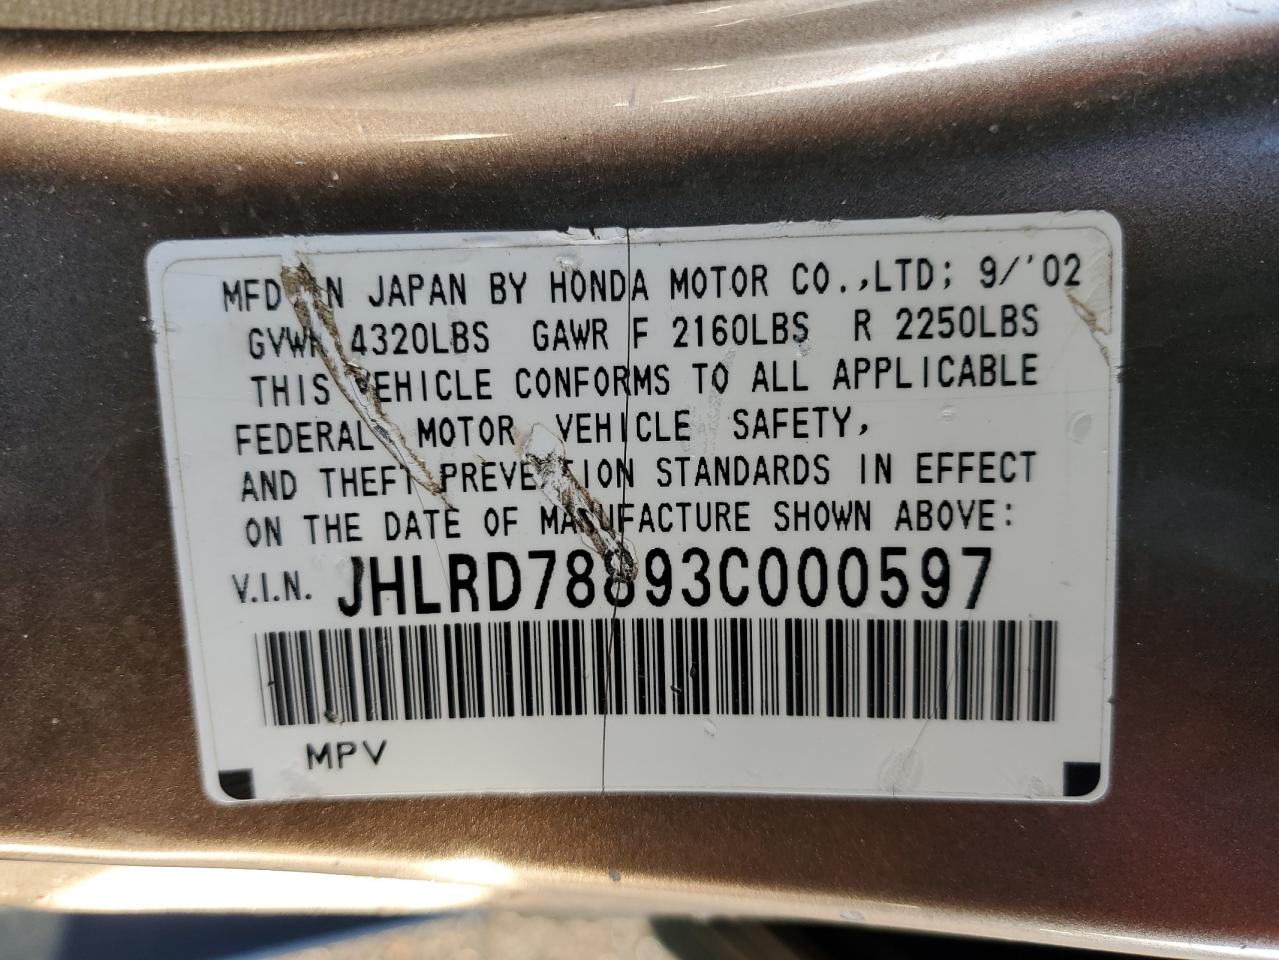 MFD IN JAPAN BY HONDA MOTOR CO.,LTD; 9/'02
GVWR 4320LBS GAWR F 2160LBS R 2250LBS
THIS VEHICLE CONFORMS TO ALL APPLICABLE
FEDERAL MOTOR VEHICLE SAFETY,
AND THEFT PREVENTION STANDARDS IN EFFECT
ON THE DATE OF MANUFACTURE SHOWN ABOVE:
V.I.N. JHLRD78893C000597
MPV